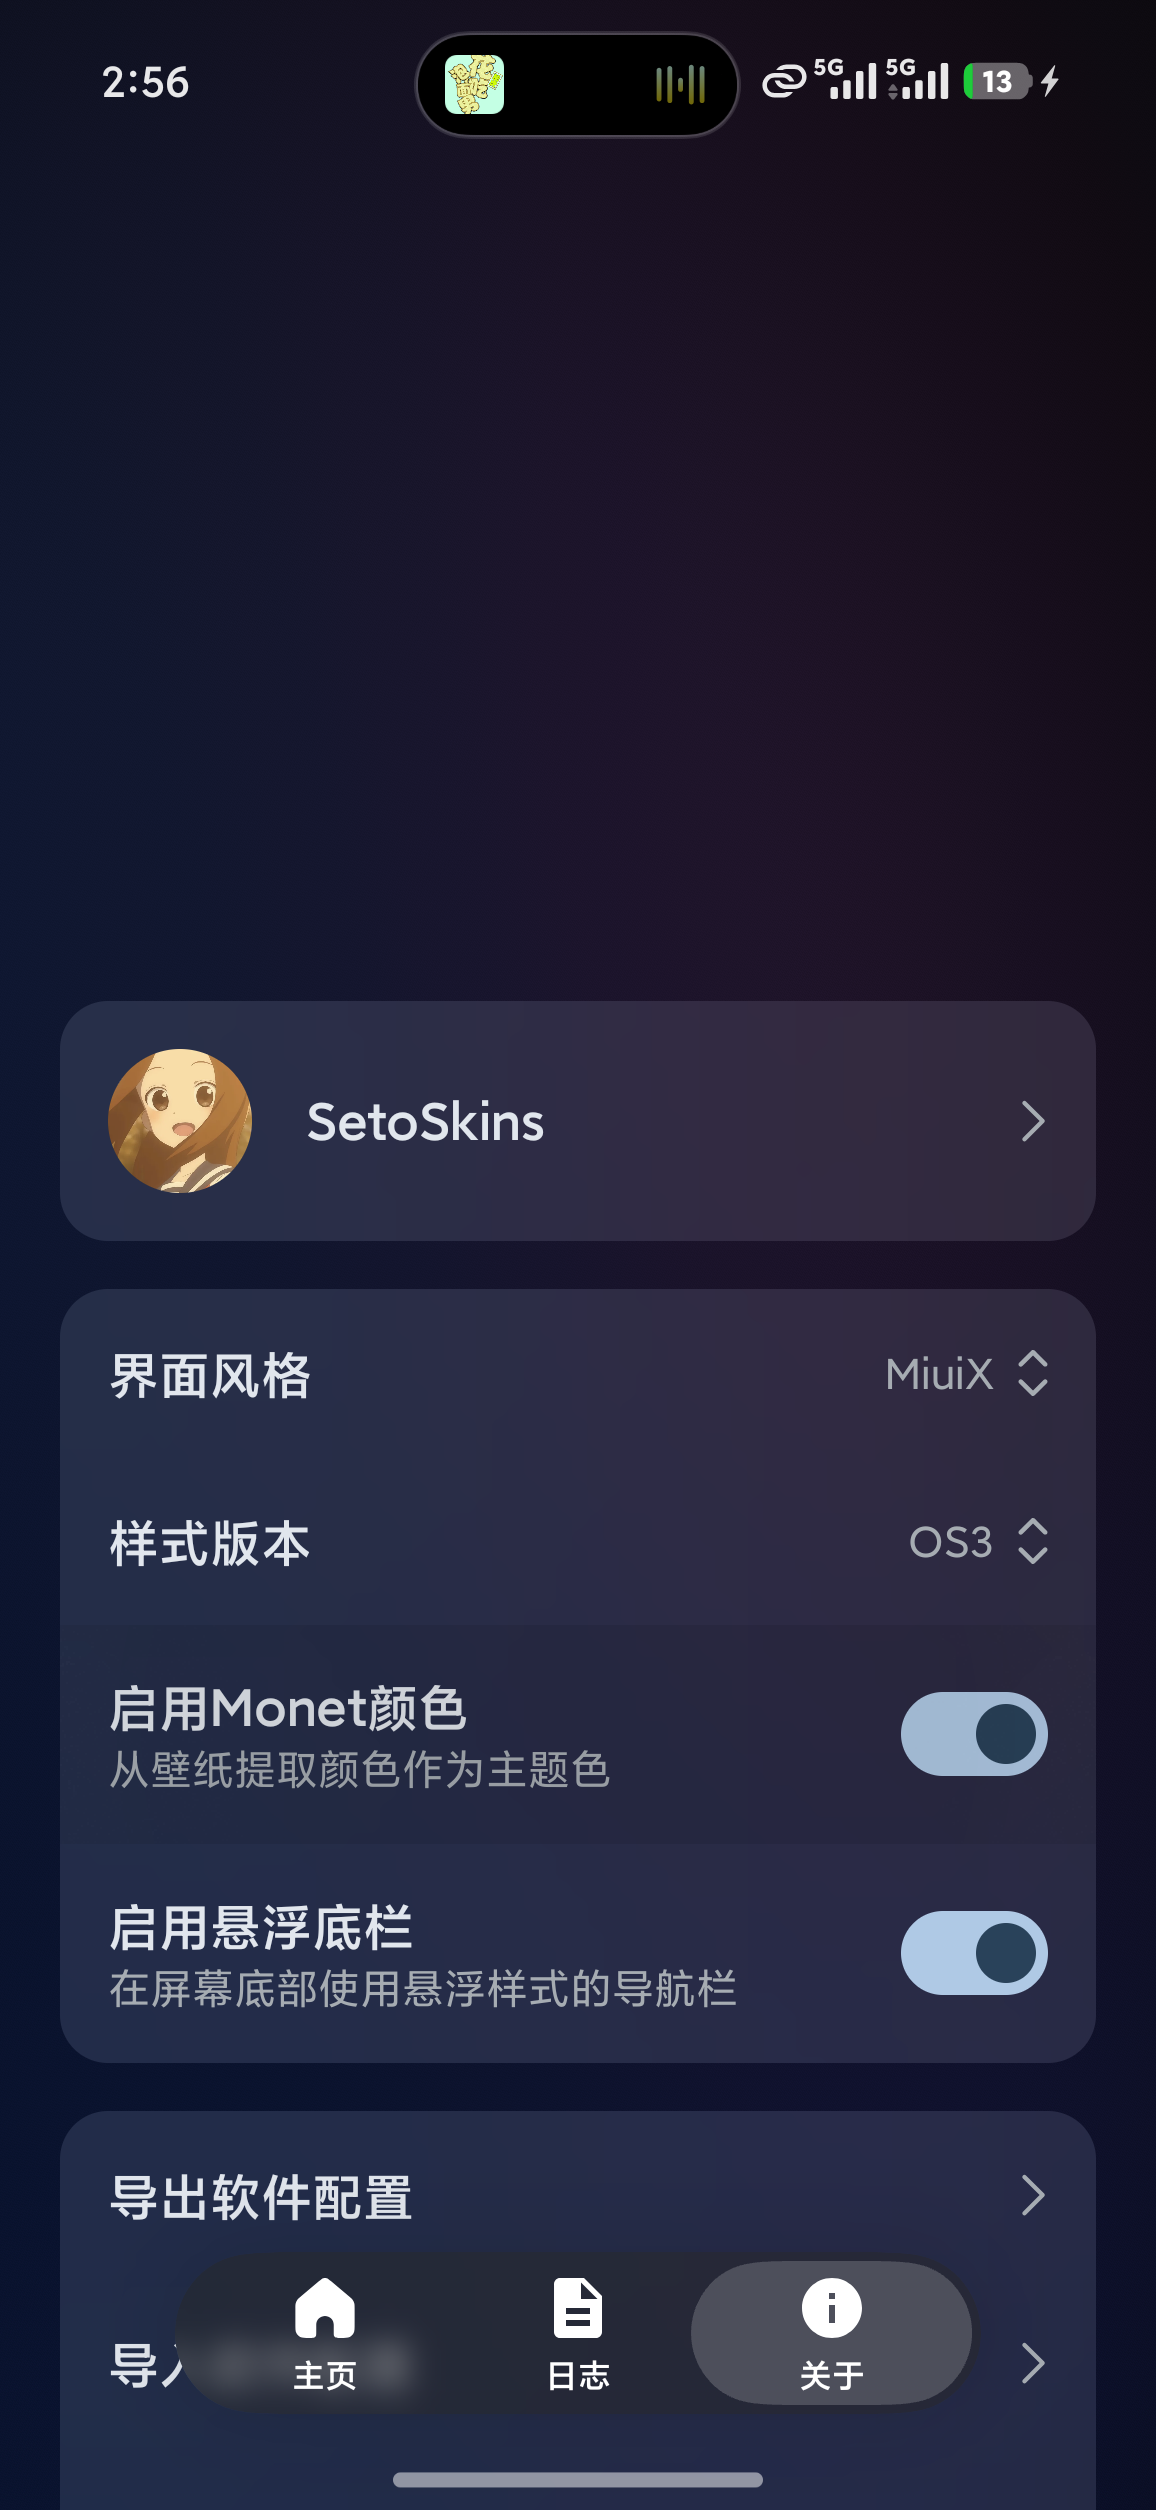 2:56
5G 5G 13
SetoSkins
界面风格
MiuiX
样式版本
OS3
启用Monet颜色
从壁纸提取颜色作为主题色
启用悬浮底栏
在屏幕底部使用悬浮样式的导航栏
导出软件配置
导入
主页
日志
关于